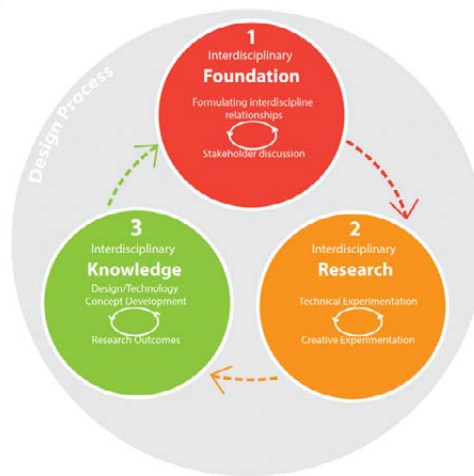 Design Process
1
Interdisciplinary
Foundation
Formulating interdiscipline
relationships
Stakeholder discussion
2
Interdisciplinary
Research
Technical Experimentation
Creative Experimentation
3
Interdisciplinary
Knowledge
Design/Technology
Concept Development
Research Outcomes